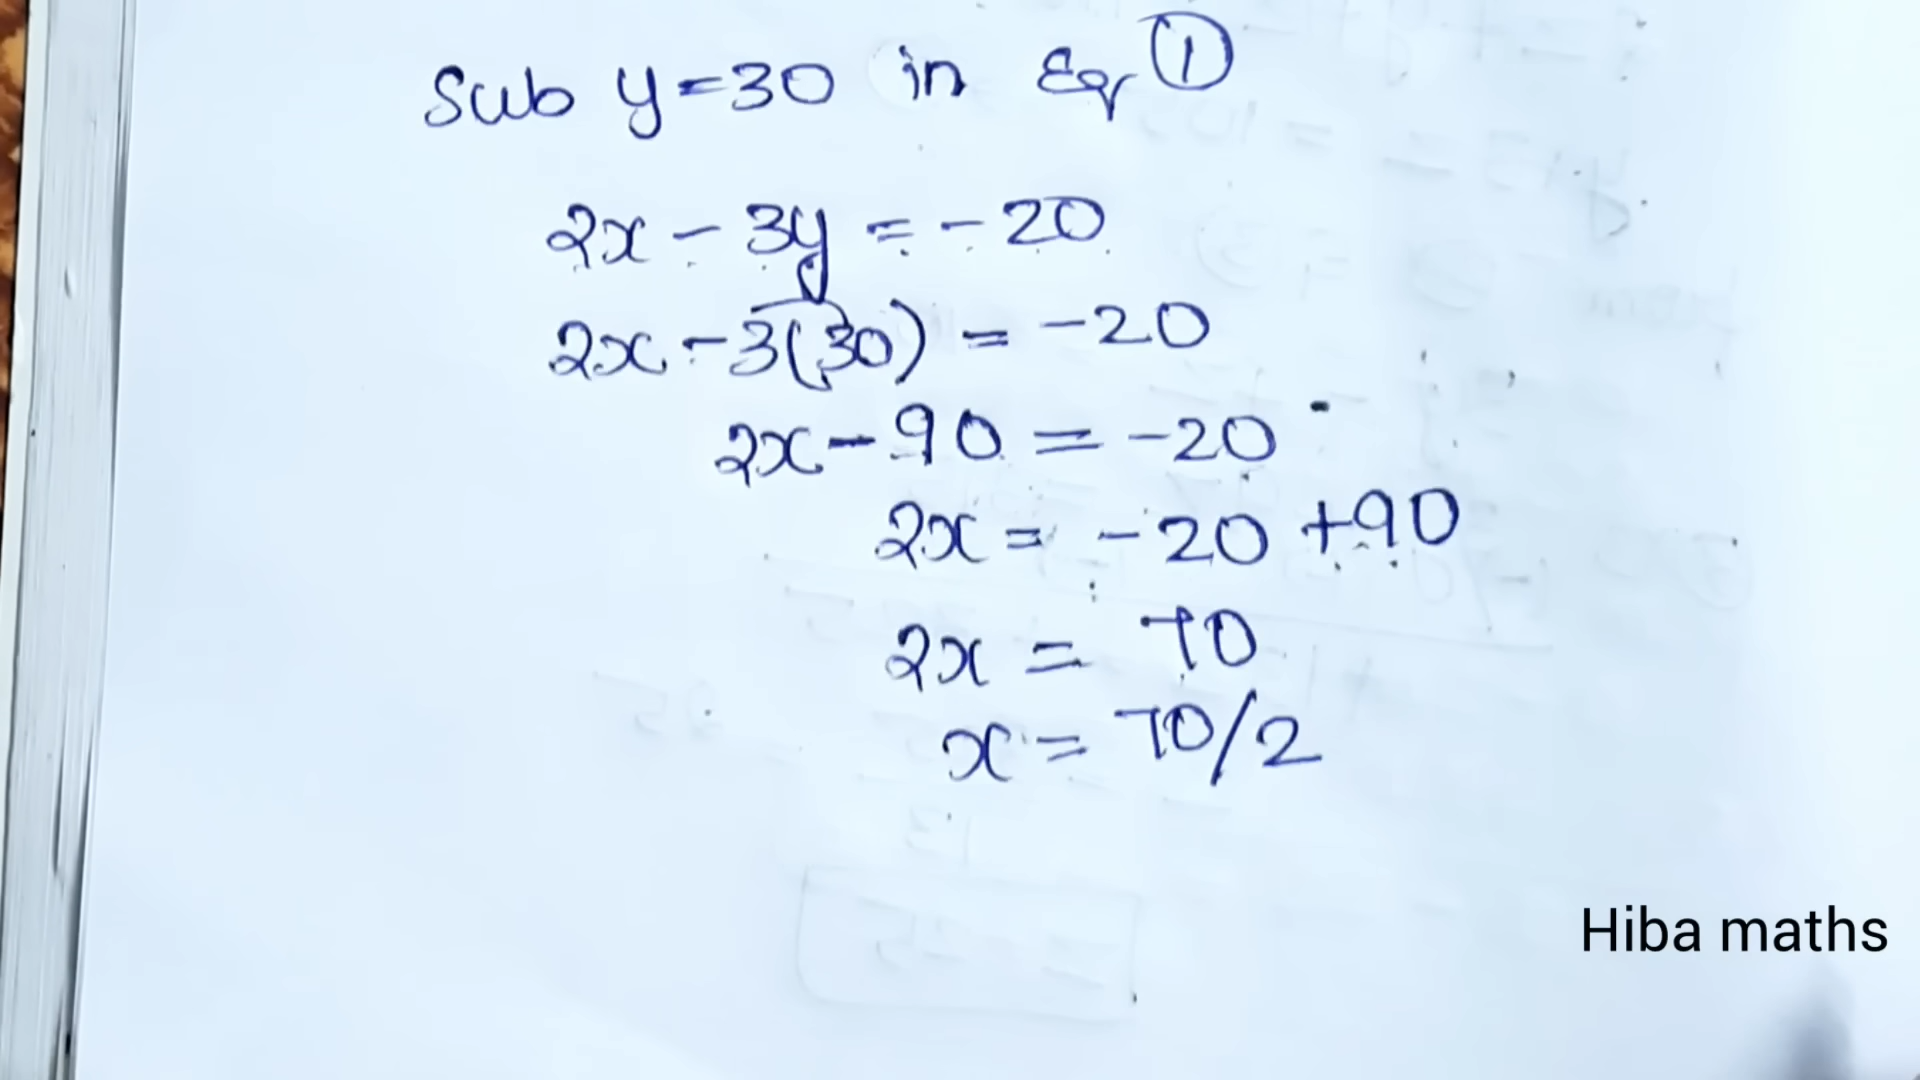 Sub y=30 in Eq ①
2x - 3y = -20
2x - 3(30) = -20
2x - 90 = -20
2x = -20 +90
2x = 70
x = 70/2
Hiba maths